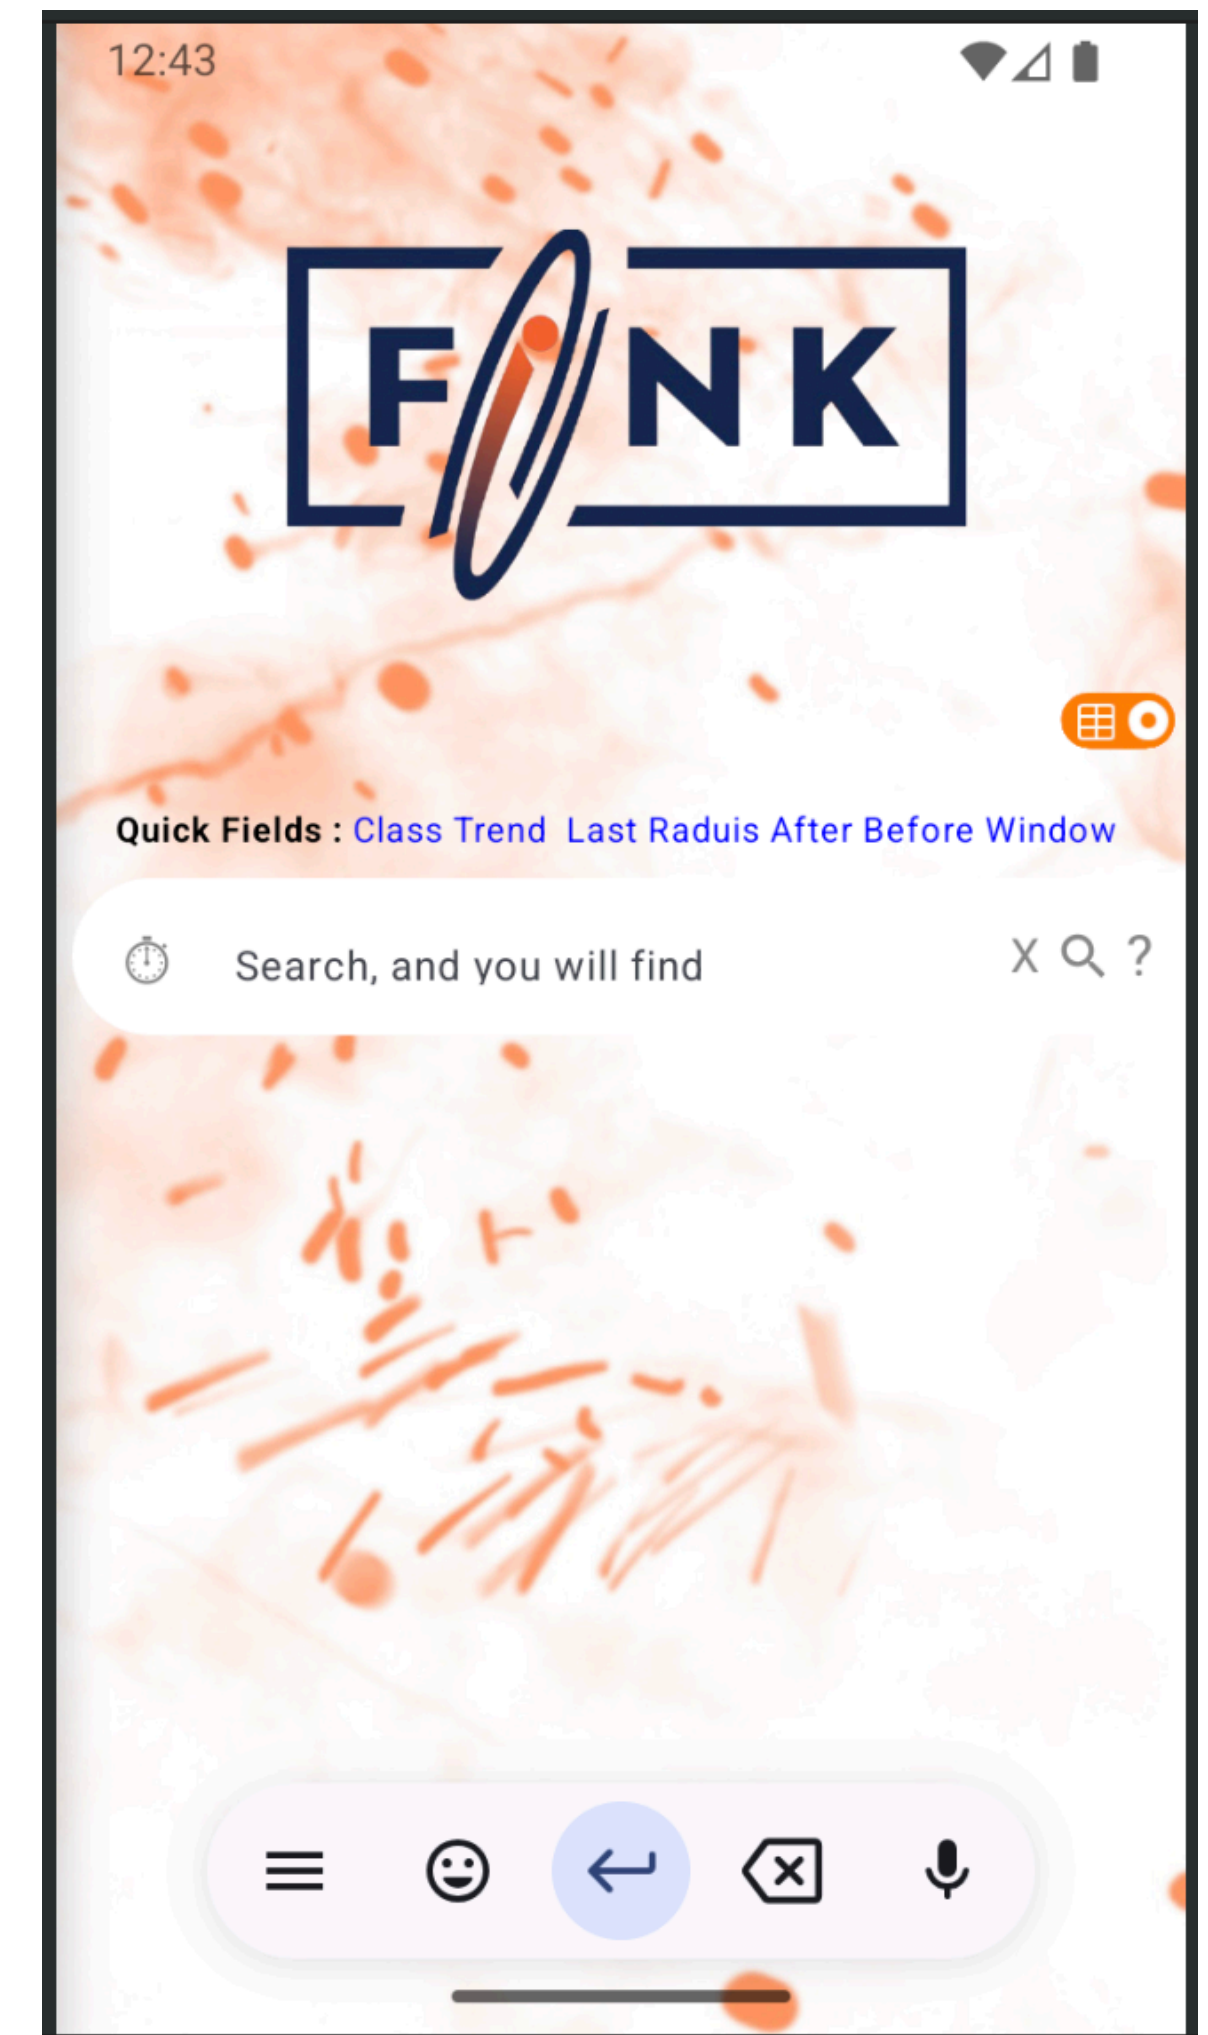 12:43
FINK
Quick Fields : Class Trend Last Raduis After Before Window
Search, and you will find X ?